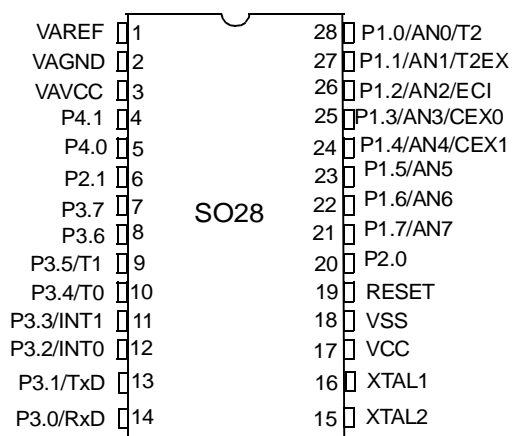 VAREF 1 28 P1.0/AN0/T2
VAGND 2 27 P1.1/AN1/T2EX
VAVCC 3 26 P1.2/AN2/ECI
P4.1 4 25 P1.3/AN3/CEX0
P4.0 5 24 P1.4/AN4/CEX1
P2.1 6 23 P1.5/AN5
P3.7 7 SO28 22 P1.6/AN6
P3.6 8 21 P1.7/AN7
P3.5/T1 9 20 P2.0
P3.4/T0 10 19 RESET
P3.3/INT1 11 18 VSS
P3.2/INT0 12 17 VCC
P3.1/TxD 13 16 XTAL1
P3.0/RxD 14 15 XTAL2